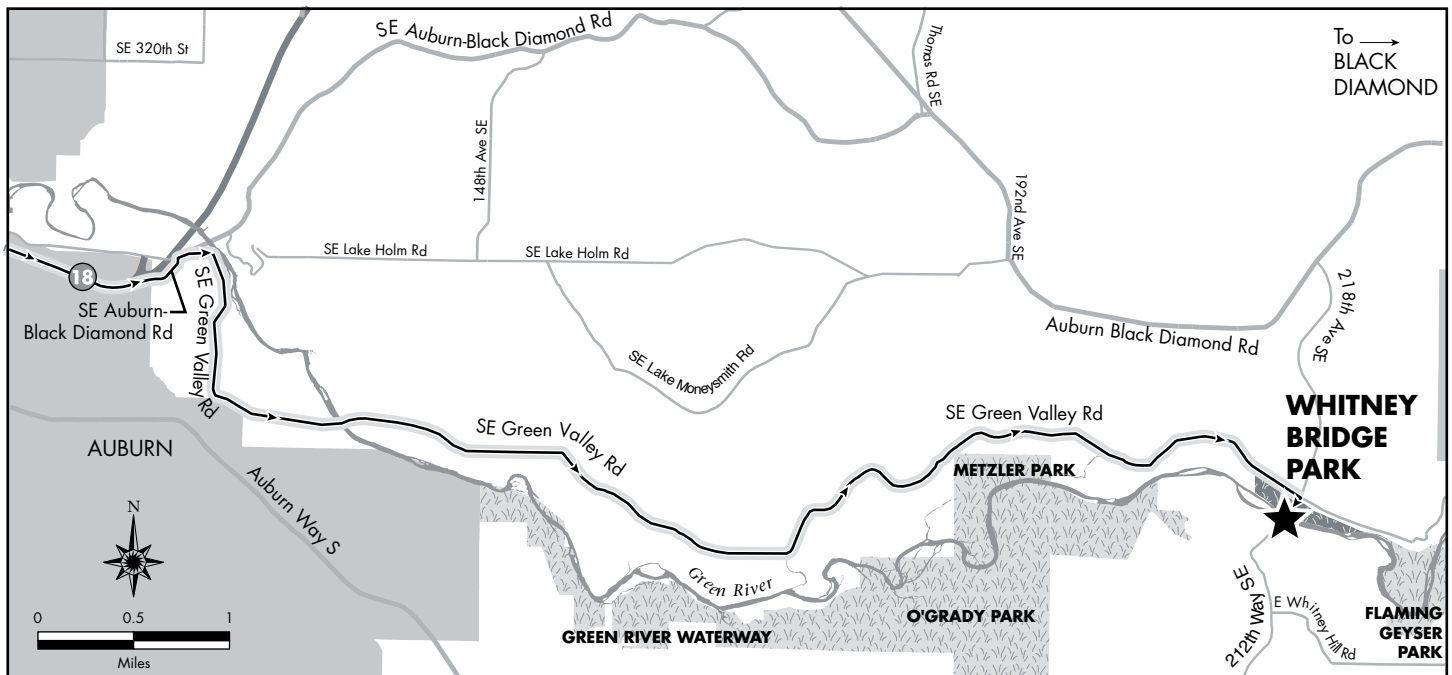 SE 320th St
SE Auburn-Black Diamond Rd
Thomas Rd SE
To
BLACK
DIAMOND
148th Ave SE
192nd Ave SE
SE Lake Holm Rd
SE Lake Holm Rd
18
SE Auburn-
Black Diamond Rd
SE Green Valley Rd
218th Ave SE
Auburn Black Diamond Rd
SE Lake Moneysmith Rd
WHITNEY
BRIDGE
PARK
SE Green Valley Rd
SE Green Valley Rd
AUBURN
Auburn Way S
METZLER PARK
N
Green River
212th Way SE
E Whitney Hill Rd
O'GRADY PARK
FLAMING
GEYSER
PARK
GREEN RIVER WATERWAY
0 0.5 1
Miles